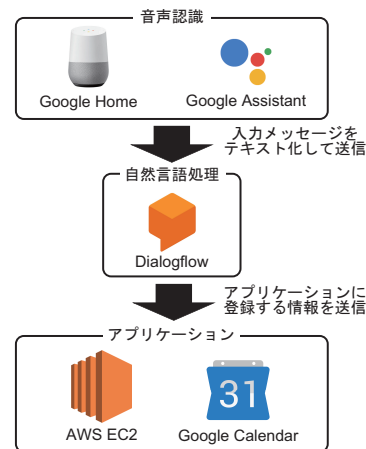 音声認識
Google Home
Google Assistant
入力メッセージを
テキスト化して送信
自然言語処理
Dialogflow
アプリケーションに
登録する情報を送信
アプリケーション
31
AWS EC2
Google Calendar